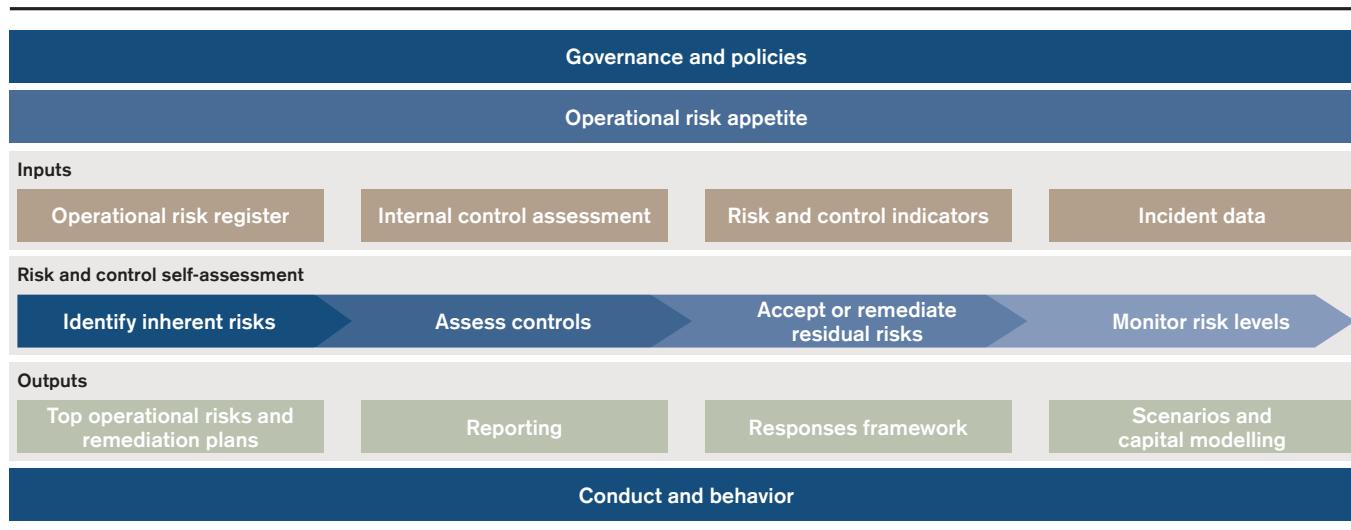 Governance and policies
Operational risk appetite
Inputs
Operational risk register
Internal control assessment
Risk and control indicators
Incident data
Risk and control self-assessment
Identify inherent risks
Assess controls
Accept or remediate
residual risks
Monitor risk levels
Outputs
Top operational risks and
remediation plans
Reporting
Responses framework
Scenarios and
capital modelling
Conduct and behavior